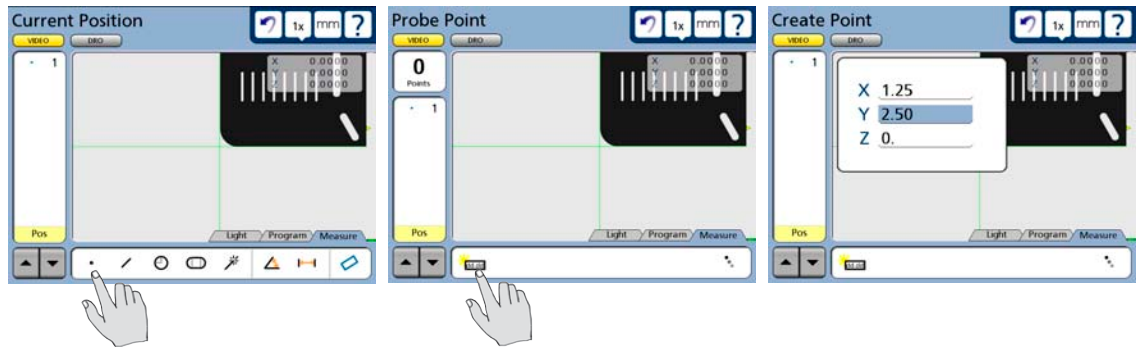 Current Position
1x mm ?
VIDEO DRO
1
X 0.0000
Y 0.0000
Z 0.0000
Pos
Light Program Measure
Probe Point
1x mm ?
VIDEO DRO
0
Points
1
X 0.0000
Y 0.0000
Z 0.0000
Pos
Light Program Measure
Create Point
1x mm ?
VIDEO DRO
1
X 1.25
Y 2.50
Z 0.
0.0000
0.0000
0.0000
Pos
Light Program Measure